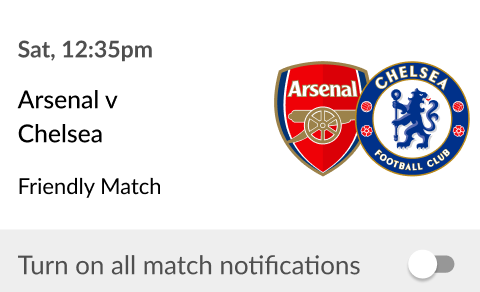 Sat, 12:35pm
Arsenal v
Chelsea
Friendly Match
Arsenal
CHELSEA
FOOTBALL CLUB
Turn on all match notifications